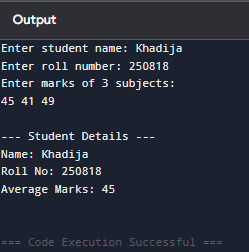 Output
Enter student name: Khadija
Enter roll number: 250818
Enter marks of 3 subjects:
45 41 49
--- Student Details ---
Name: Khadija
Roll No: 250818
Average Marks: 45
=== Code Execution Successful ===